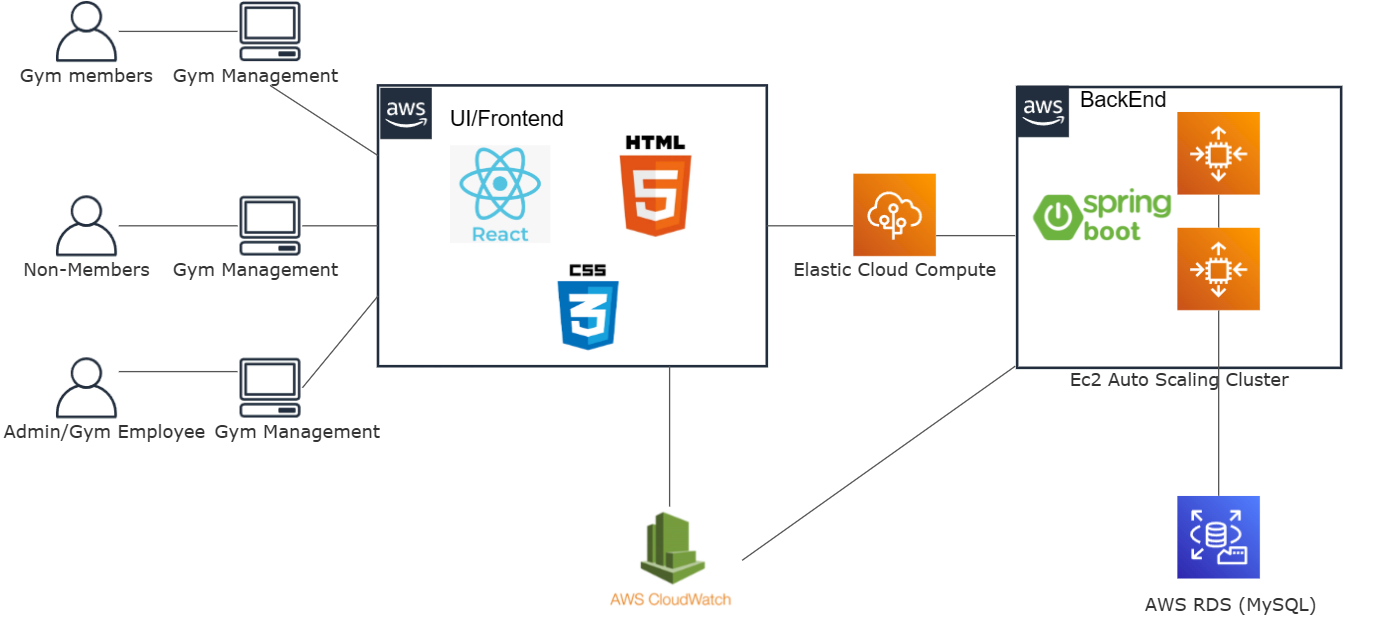 Gym members
Gym Management
aws
UI/Frontend
React
HTML
5
CSS
3
Non-Members
Gym Management
Admin/Gym Employee
Gym Management
Elastic Cloud Compute
aws
BackEnd
spring
boot
Ec2 Auto Scaling Cluster
AWS CloudWatch
AWS RDS (MySQL)